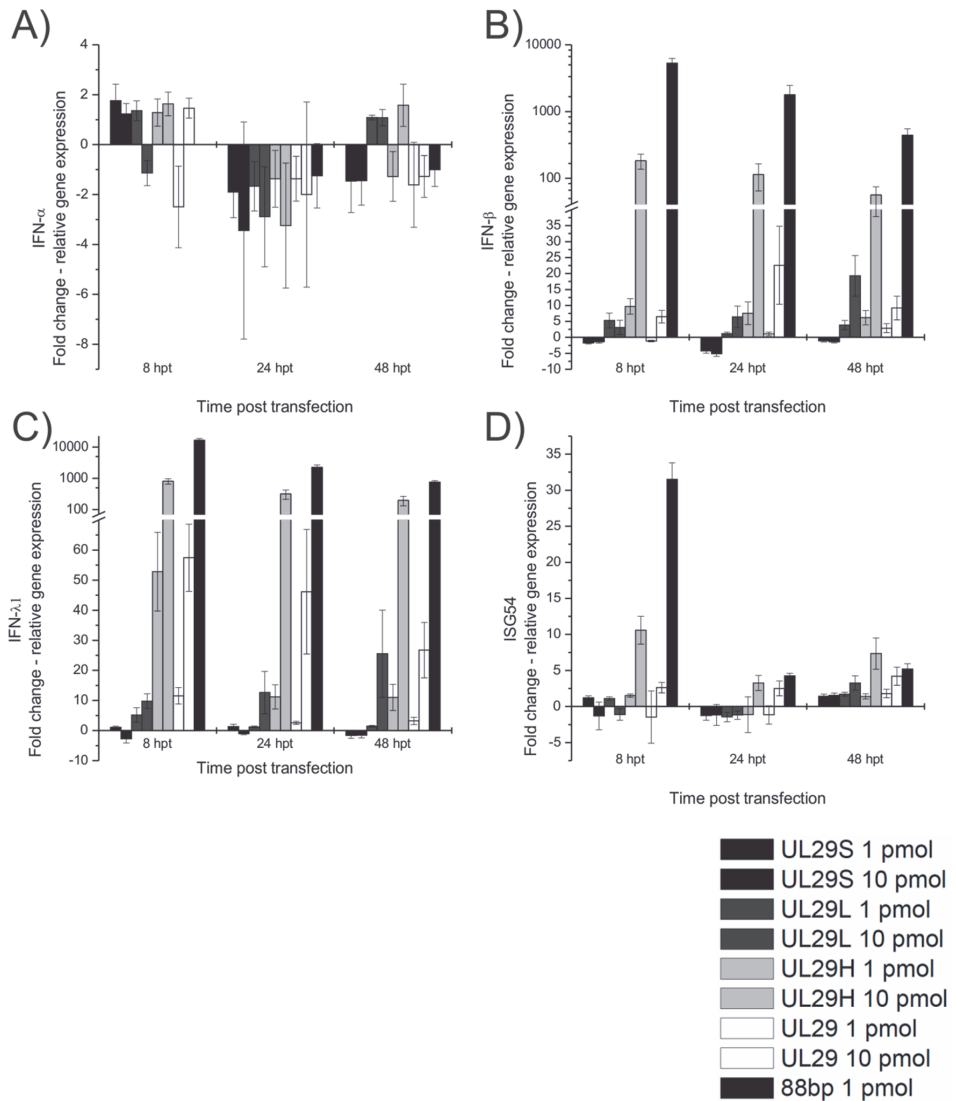 A)
IFN-α
Fold change - relative gene expression
4
2
0
-2
-4
-6
-8
8 hpt
24 hpt
48 hpt
Time post transfection
B)
IFN-β
Fold change - relative gene expression
10000
1000
100
35
30
25
20
15
10
5
0
-5
-10
8 hpt
24 hpt
48 hpt
Time post transfection
C)
IFN-λ1
Fold change - relative gene expression
10000
1000
100
60
50
40
30
20
10
0
-10
8 hpt
24 hpt
48 hpt
Time post transfection
D)
ISG54
Fold change - relative gene expression
35
30
25
20
15
10
5
0
-5
8 hpt
24 hpt
48 hpt
Time post transfection
UL29S 1 pmol
UL29S 10 pmol
UL29L 1 pmol
UL29L 10 pmol
UL29H 1 pmol
UL29H 10 pmol
UL29 1 pmol
UL29 10 pmol
88bp 1 pmol